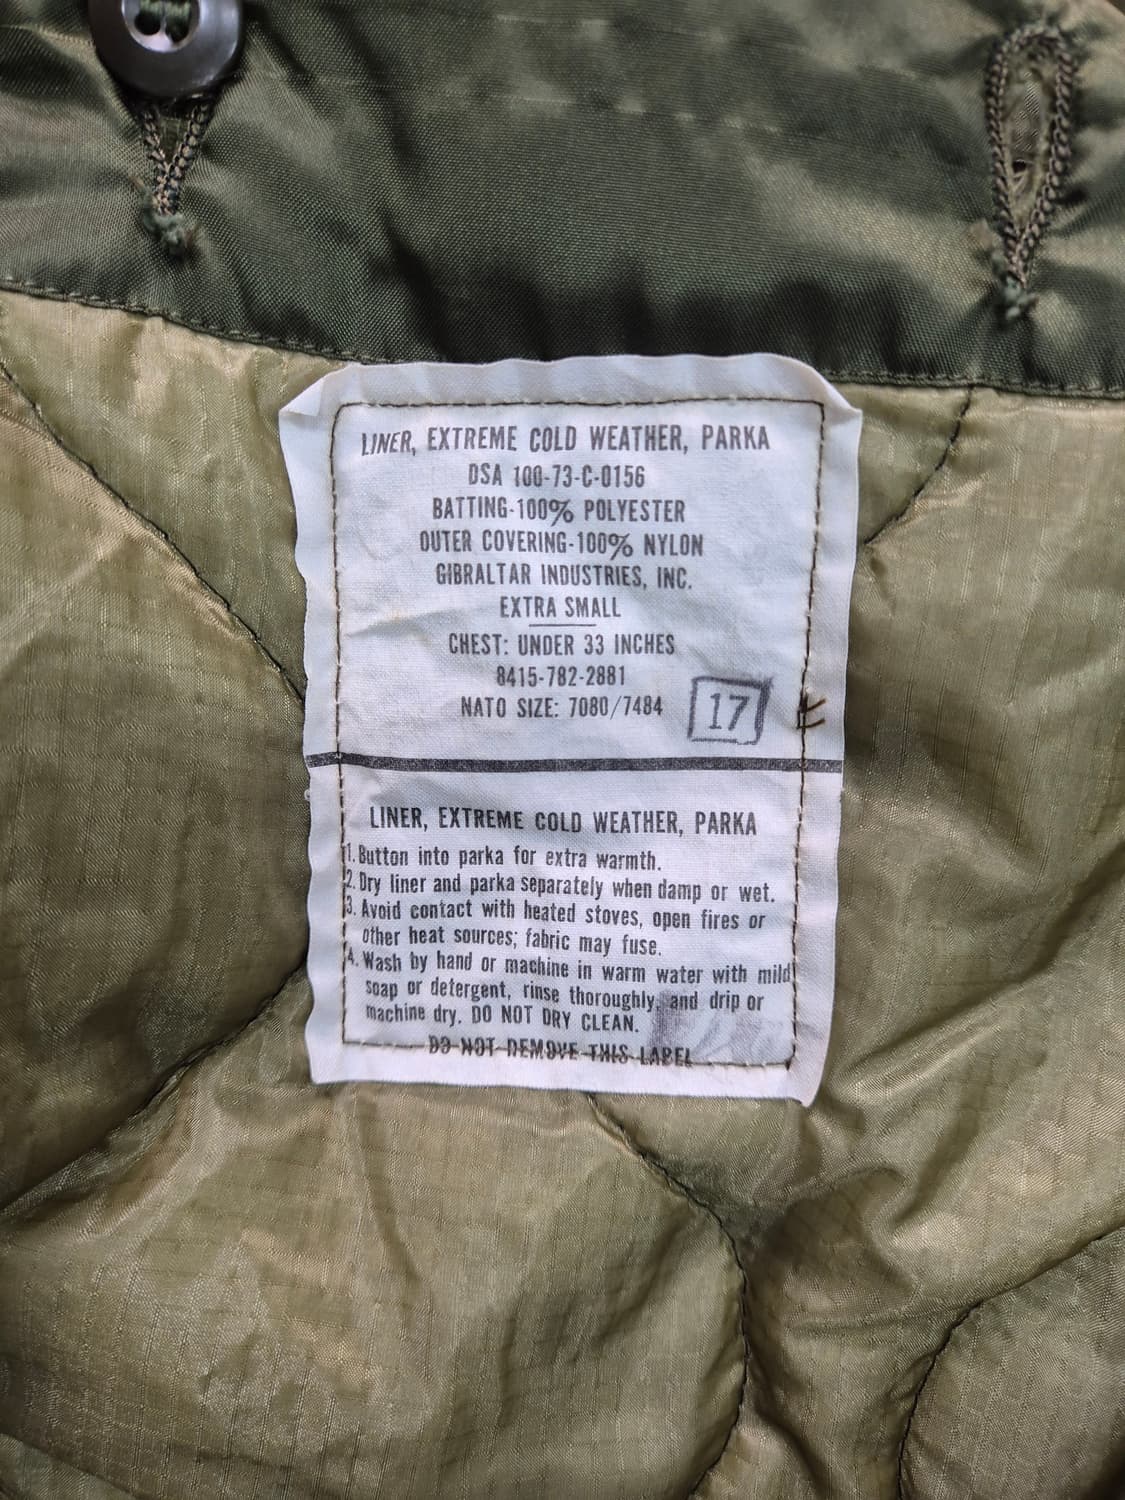 LINER, EXTREME COLD WEATHER, PARKA
DSA 100-73-C-0156
BATTING-100% POLYESTER
OUTER COVERING-100% NYLON
GIBRALTAR INDUSTRIES, INC.
EXTRA SMALL
CHEST: UNDER 33 INCHES
8415-782-2881
NATO SIZE: 7080/7484
17
LINER, EXTREME COLD WEATHER, PARKA
1. Button into parka for extra warmth.
2. Dry liner and parka separately when damp or wet.
3. Avoid contact with heated stoves, open fires or
other heat sources; fabric may fuse.
4. Wash by hand or machine in warm water with mild
soap or detergent, rinse thoroughly, and drip or
machine dry. DO NOT DRY CLEAN.
DO NOT REMOVE THIS LABEL